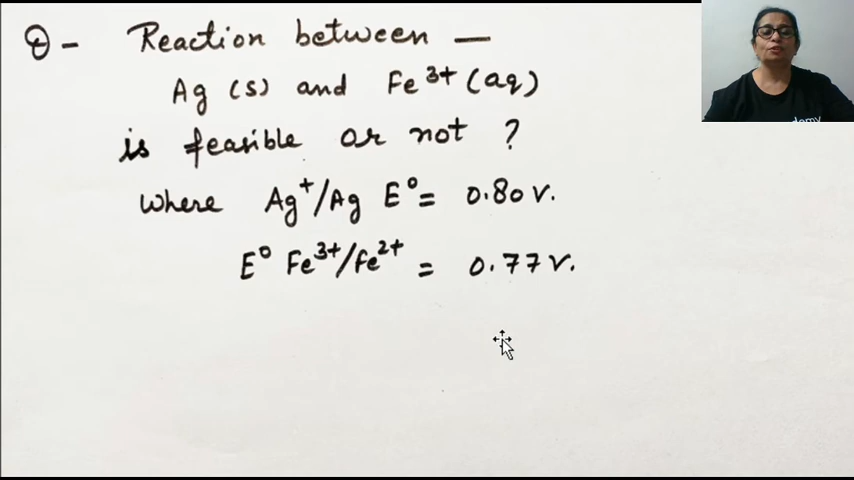 Q - Reaction between —
Ag (s) and Fe³⁺ (aq)
is feasible or not ?
where Ag⁺/Ag E° = 0.80 V.
E° Fe³⁺/Fe²⁺ = 0.77 V.
demy